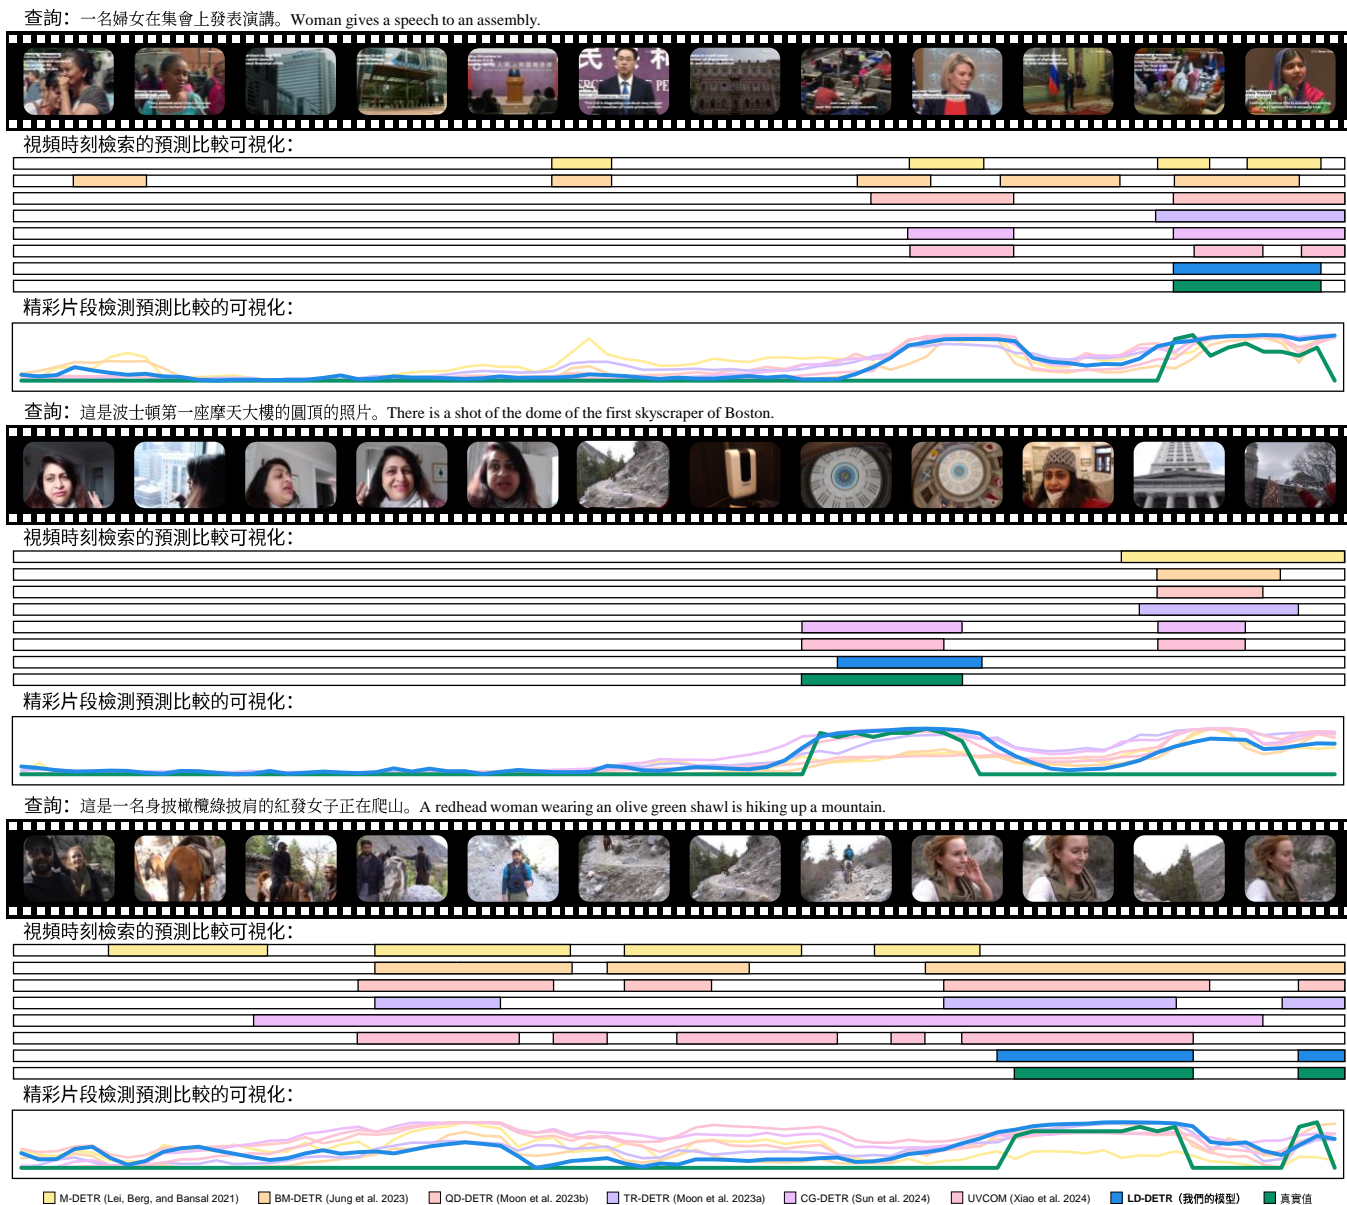 查詢：一名婦女在集會上發表演講。Woman gives a speech to an assembly.
視頻時刻檢索的預測比較可視化：
精彩片段檢測預測比較的可視化：
查詢：這是波士頓第一座摩天大樓的圓頂的照片。There is a shot of the dome of the first skyscraper of Boston.
視頻時刻檢索的預測比較可視化：
精彩片段檢測預測比較的可視化：
查詢：這是一名身披橄欖綠披肩的紅發女子正在爬山。A redhead woman wearing an olive green shawl is hiking up a mountain.
視頻時刻檢索的預測比較可視化：
精彩片段檢測預測比較的可視化：
M-DETR (Lei, Berg, and Bansal 2021) BM-DETR (Jung et al. 2023) QD-DETR (Moon et al. 2023b) TR-DETR (Moon et al. 2023a) CG-DETR (Sun et al. 2024) UVCOM (Xiao et al. 2024) LD-DETR（我們的模型） 真實值